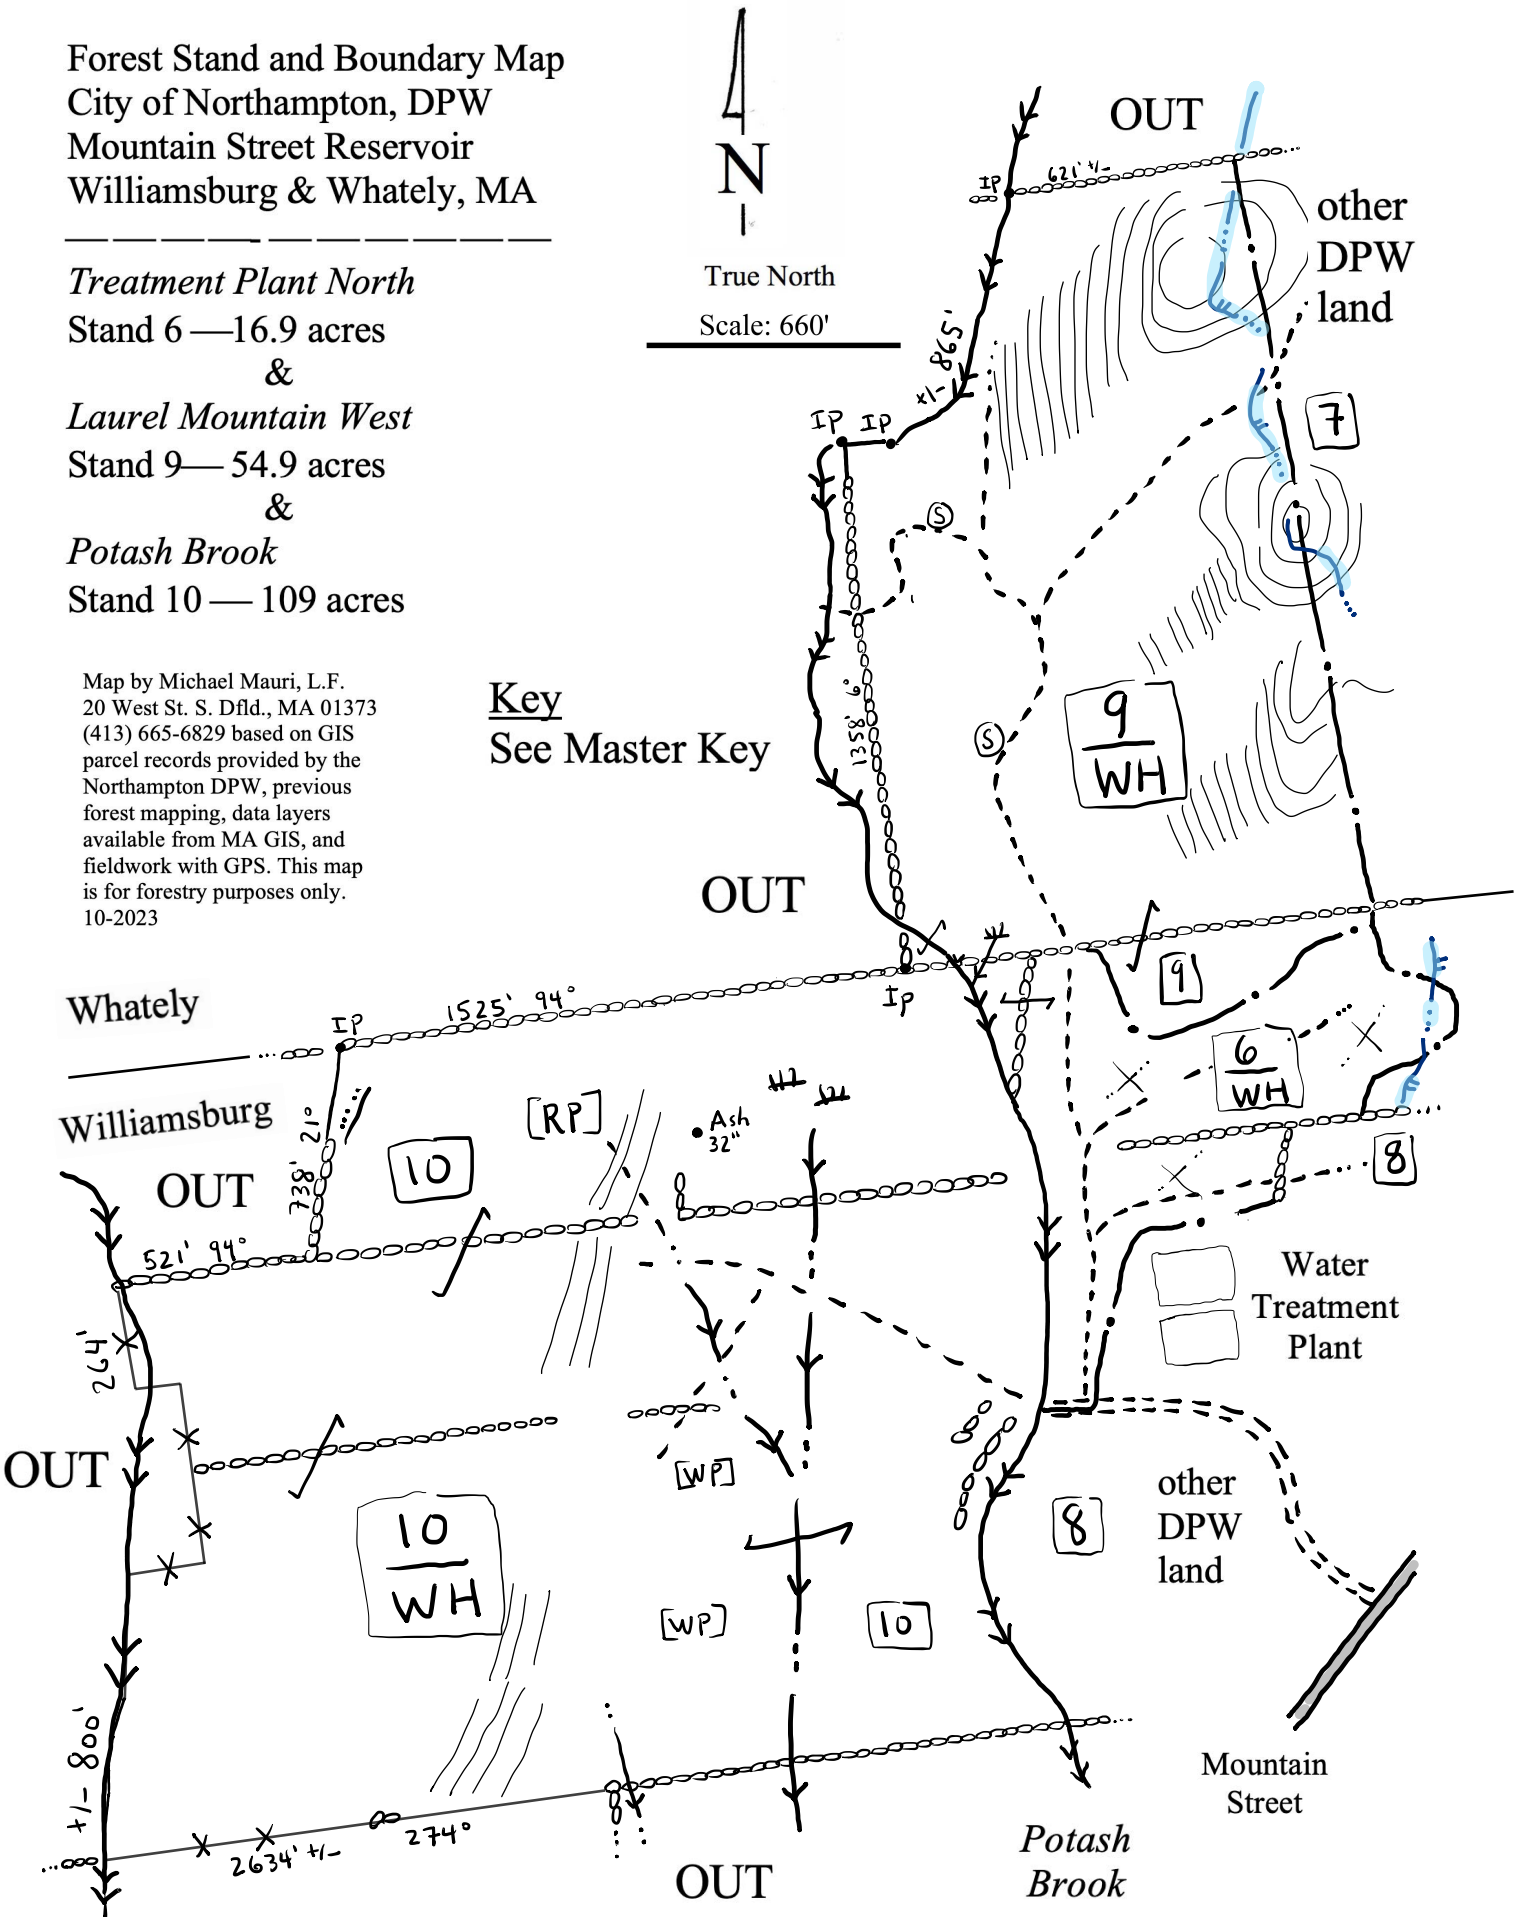 Forest Stand and Boundary Map
City of Northampton, DPW
Mountain Street Reservoir
Williamsburg & Whately, MA
Treatment Plant North
Stand 6 —16.9 acres
&
Laurel Mountain West
Stand 9— 54.9 acres
&
Potash Brook
Stand 10 — 109 acres
Map by Michael Mauri, L.F.
20 West St. S. Dfld., MA 01373
(413) 665-6829 based on GIS
parcel records provided by the
Northampton DPW, previous
forest mapping, data layers
available from MA GIS, and
fieldwork with GPS. This map
is for forestry purposes only.
10-2023
N
True North
Scale: 660'
Key
See Master Key
OUT
IP
621' +/-
other
DPW
land
+/- 865'
IP
IP
7
S
1358' 6"
S
9
WH
OUT
Whately
1525' 94°
IP
IP
9
6
WH
Williamsburg
OUT
738' 21°
10
[RP]
Ash
32"
8
521' 94°
Water
Treatment
Plant
264'
OUT
[WP]
10
WH
8
other
DPW
land
[WP]
10
+/- 800'
Mountain
Street
2634' +/-
274°
OUT
Potash
Brook